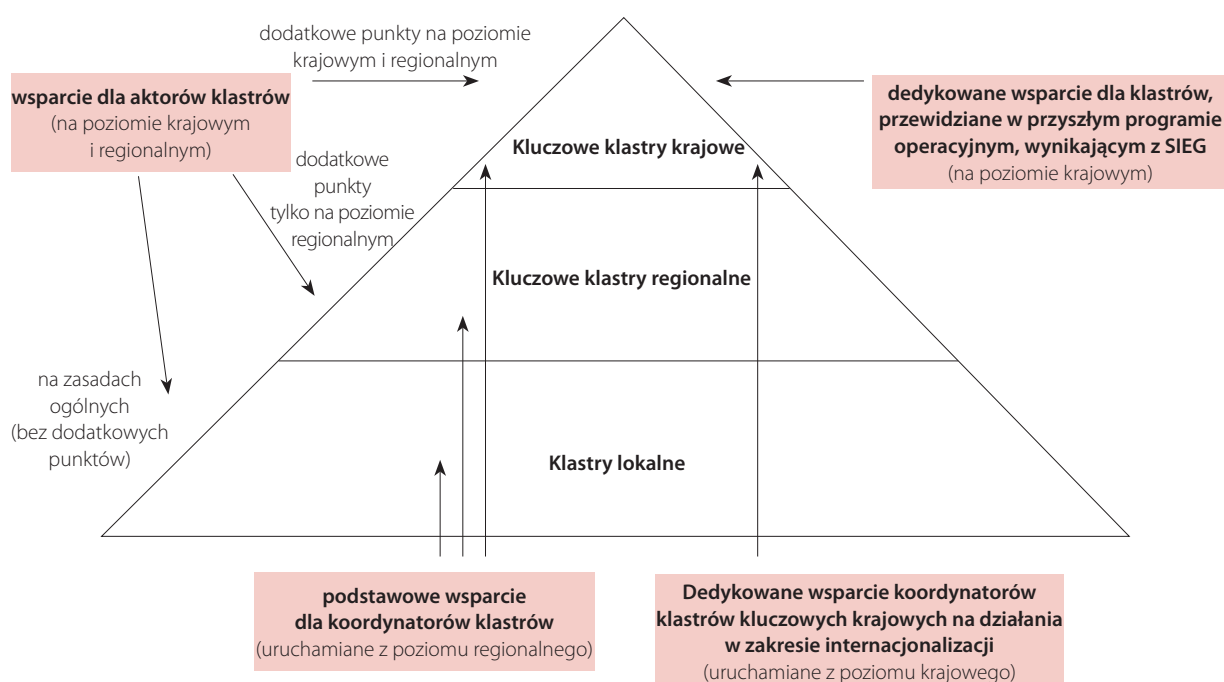 dodatkowe punkty na poziomie
krajowym i regionalnym
wsparcie dla aktorów klastrów
(na poziomie krajowym
i regionalnym)
dedykowane wsparcie dla klastrów,
przewidziane w przyszłym programie
operacyjnym, wynikającym z SIEG
(na poziomie krajowym)
Kluczowe klastry krajowe
dodatkowe
punkty
tylko na poziomie
regionalnym
Kluczowe klastry regionalne
na zasadach
ogólnych
(bez dodatkowych
punktów)
Klastry lokalne
podstawowe wsparcie
dla koordynatorów klastrów
(uruchamiane z poziomu regionalnego)
Dedykowane wsparcie koordynatorów
klastrów kluczowych krajowych na działania
w zakresie internacjonalizacji
(uruchamiane z poziomu krajowego)